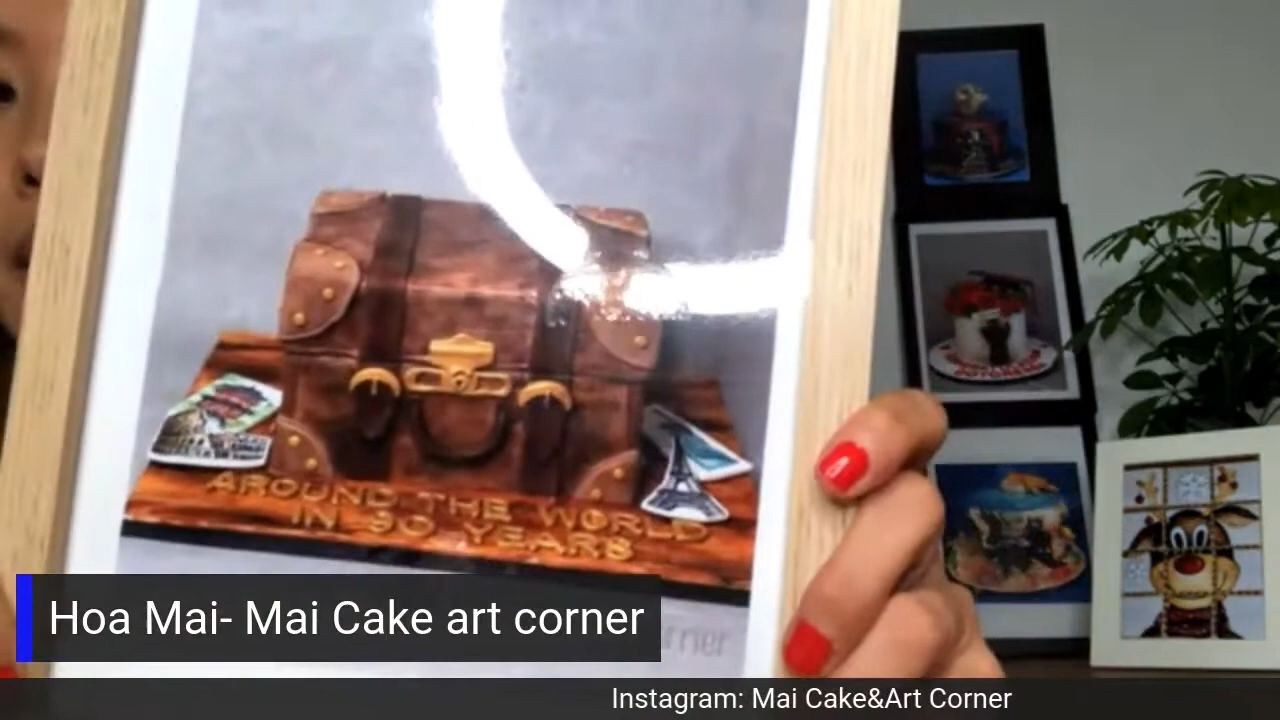 AROUND THE WORLD
IN 90 YEARS
Hoa Mai- Mai Cake art corner
Instagram: Mai Cake&Art Corner